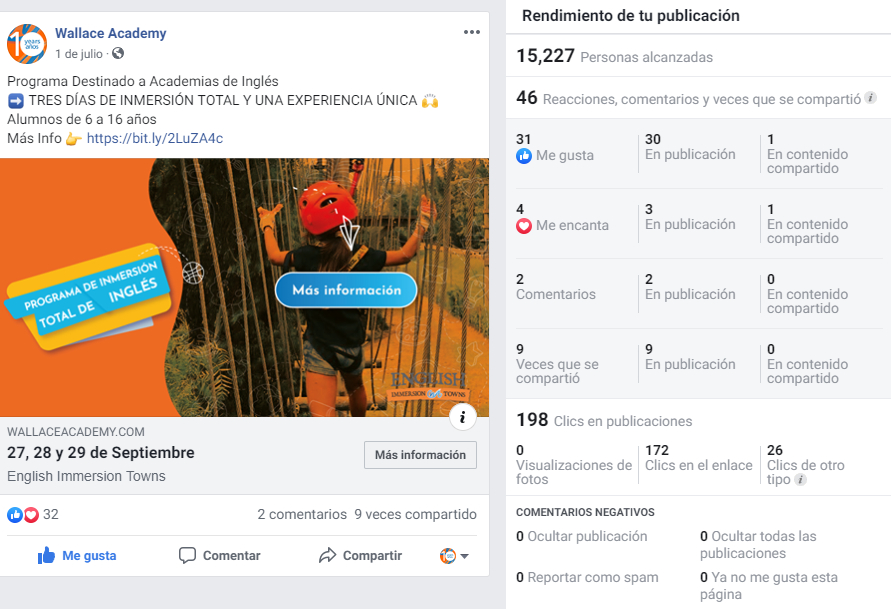 Wallace Academy
1 de julio ·
Programa Destinado a Academias de Inglés
➡️ TRES DÍAS DE INMERSIÓN TOTAL Y UNA EXPERIENCIA ÚNICA 🙌
Alumnos de 6 a 16 años
Más Info 👉 https://bit.ly/2LuZA4c
10 years
años
PROGRAMA DE INMERSIÓN
TOTAL DE INGLÉS
Más información
ENGLISH
IMMERSION TOWNS
WALLACEACADEMY.COM
27, 28 y 29 de Septiembre
English Immersion Towns
Más información
32
2 comentarios 9 veces compartido
Me gusta Comentar Compartir
Rendimiento de tu publicación
15,227 Personas alcanzadas
46 Reacciones, comentarios y veces que se compartió
31 30 1
Me gusta En publicación En contenido
compartido
4 3 1
Me encanta En publicación En contenido
compartido
2 2 0
Comentarios En publicación En contenido
compartido
9 9 0
Veces que se En publicación En contenido
compartió compartido
198 Clics en publicaciones
0 172 26
Visualizaciones de Clics en el enlace Clics de otro
fotos tipo
COMENTARIOS NEGATIVOS
0 Ocultar publicación 0 Ocultar todas las
publicaciones
0 Reportar como spam 0 Ya no me gusta esta
página